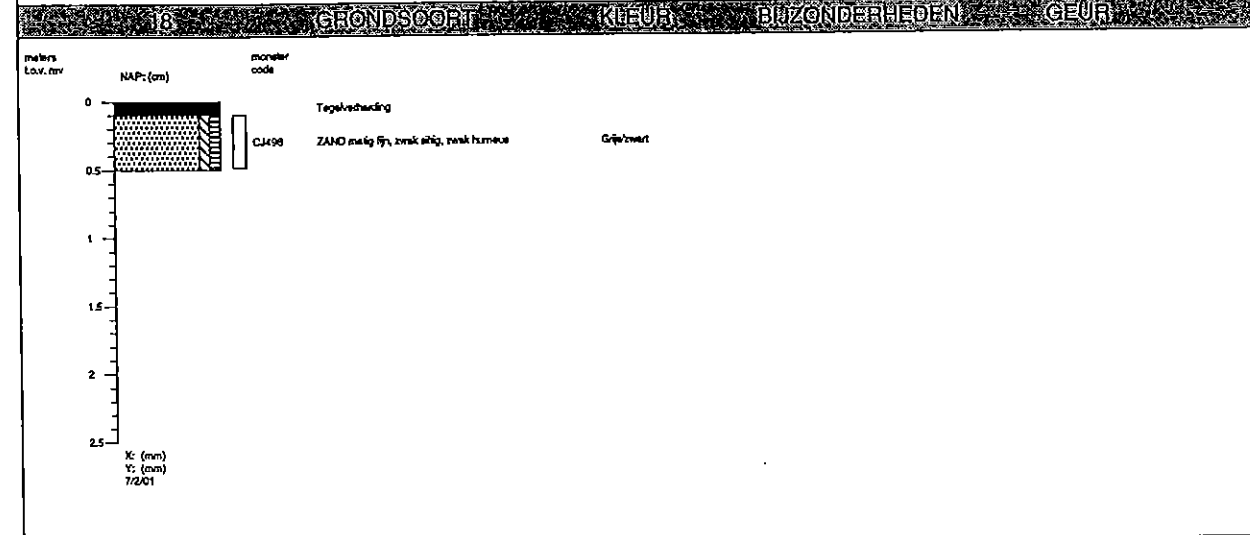 18 GRONDSOORT KLEUR BIJZONDERHEDEN GEUR
meters t.o.v. mv
NAP: (cm)
monster code
0
Tegelverharding
CJ498 ZAND matig fijn, zwak siltig, zwak humeus Grijs/zwart
0.5
1
1.5
2
2.5
X: (mm)
Y: (mm)
7/2/01